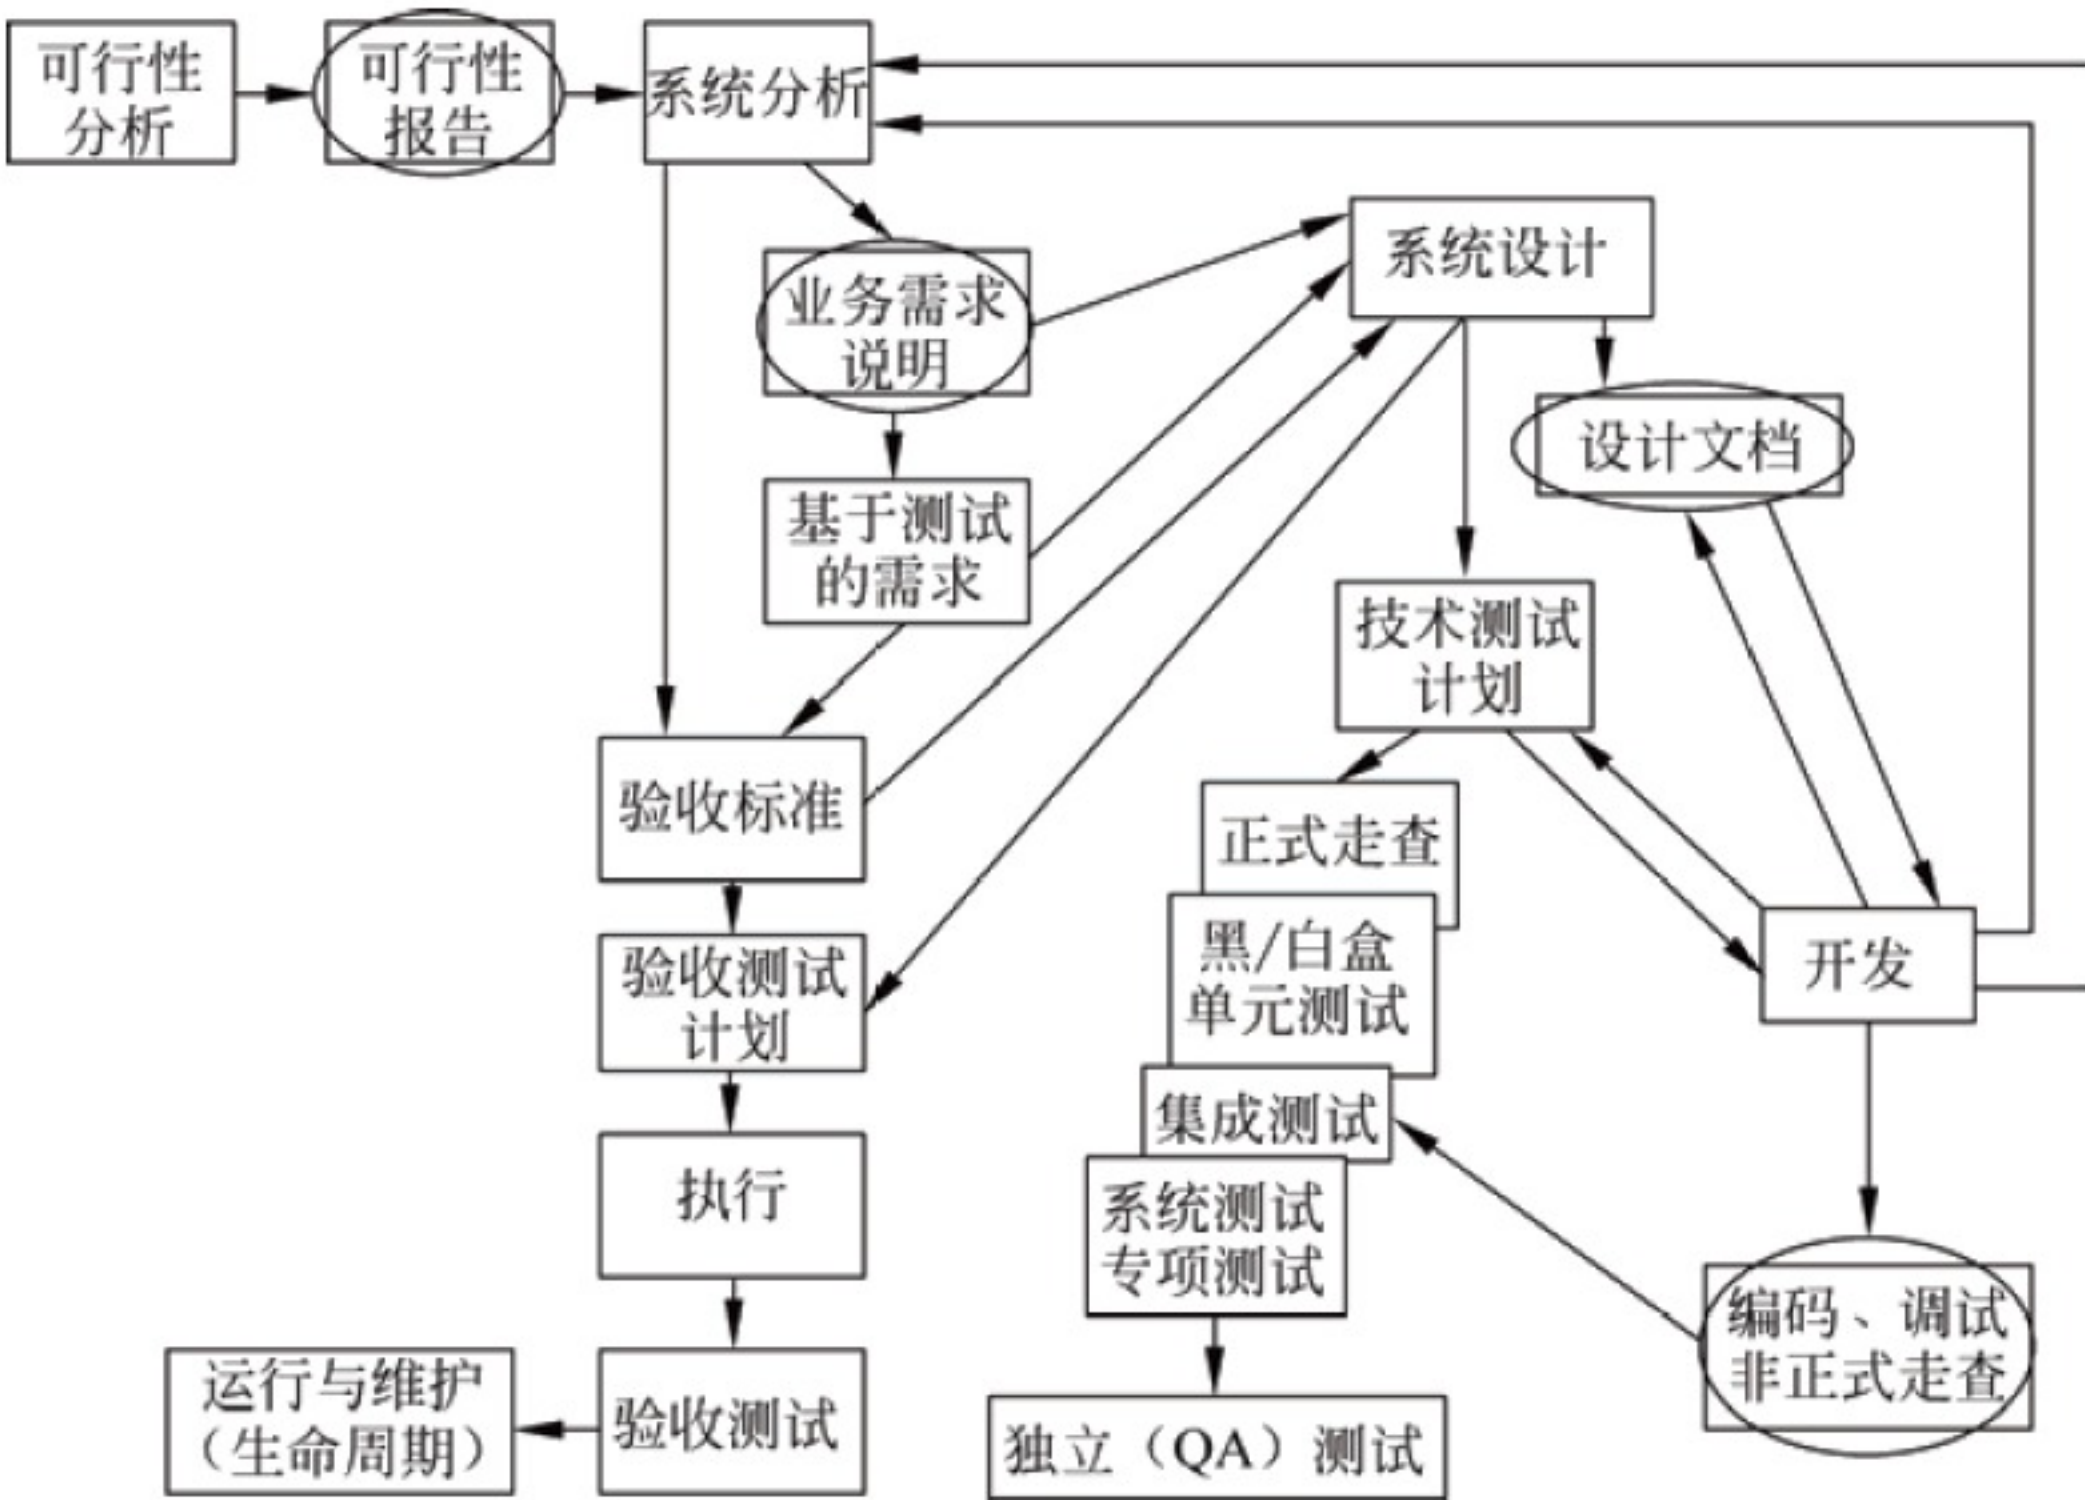 可行性
分析
可行性
报告
系统分析
业务需求
说明
系统设计
设计文档
基于测试
的需求
技术测试
计划
验收标准
正式走查
黑/白盒
单元测试
开发
验收测试
计划
集成测试
执行
系统测试
专项测试
编码、调试
非正式走查
运行与维护
（生命周期）
验收测试
独立（QA）测试